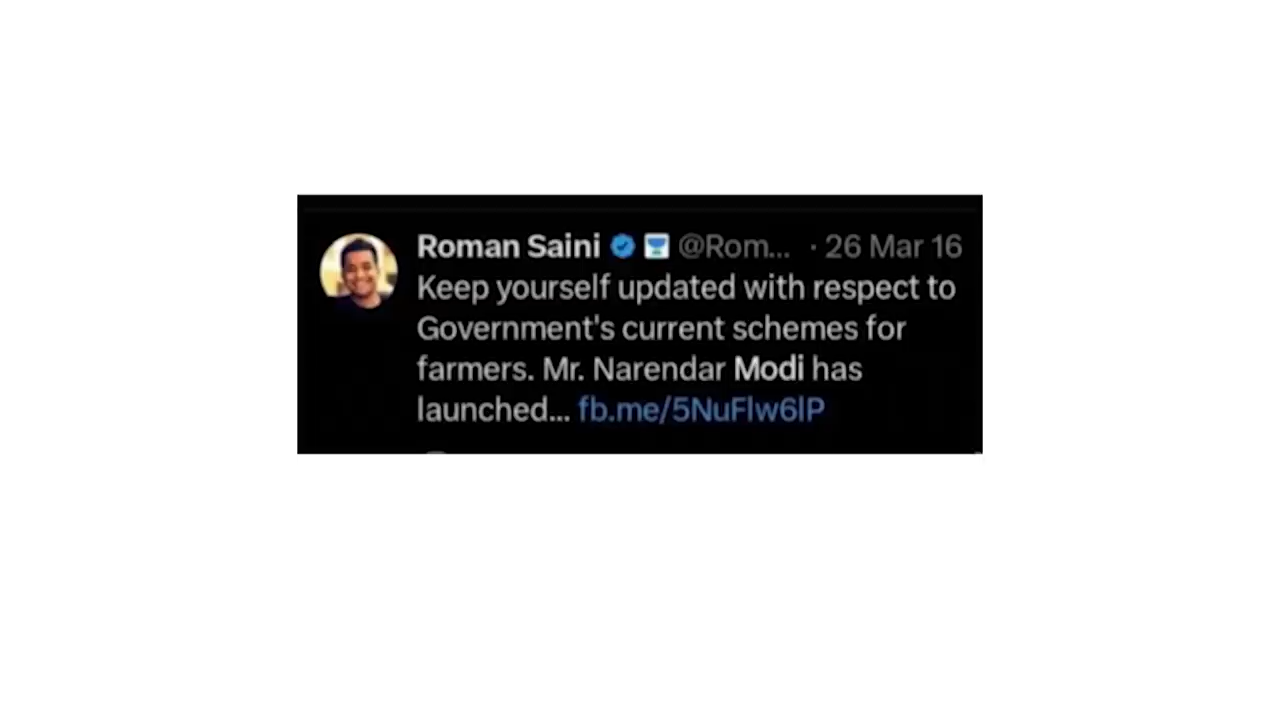 Roman Saini @Rom... · 26 Mar 16
Keep yourself updated with respect to
Government's current schemes for
farmers. Mr. Narendar Modi has
launched... fb.me/5NuFlw6lP